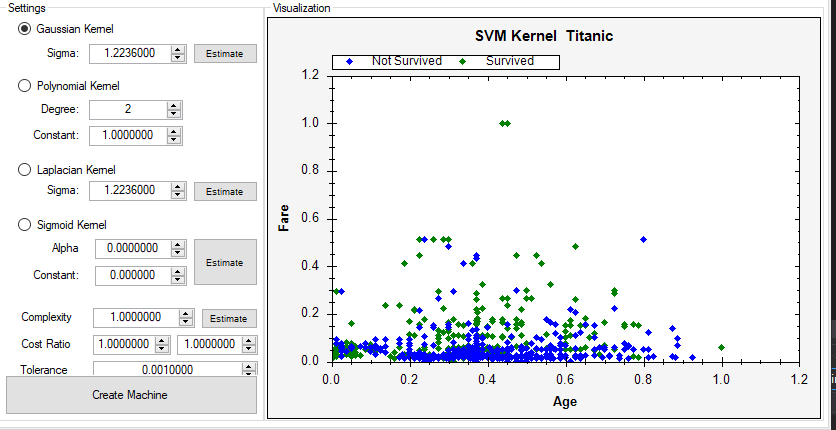 Settings
Gaussian Kernel
Sigma: 1.2236000 Estimate
Polynomial Kernel
Degree: 2
Constant: 1.0000000
Laplacian Kernel
Sigma: 1.2236000 Estimate
Sigmoid Kernel
Alpha 0.0000000
Constant: 0.000000
Estimate
Complexity 1.0000000 Estimate
Cost Ratio 1.0000000 1.0000000
Tolerance 0.0010000
Create Machine
Visualization
SVM Kernel Titanic
Not Survived Survived
1.2
1.0
0.8
0.6
0.4
0.2
0.0
Fare
0.0 0.2 0.4 0.6 0.8 1.0 1.2
Age